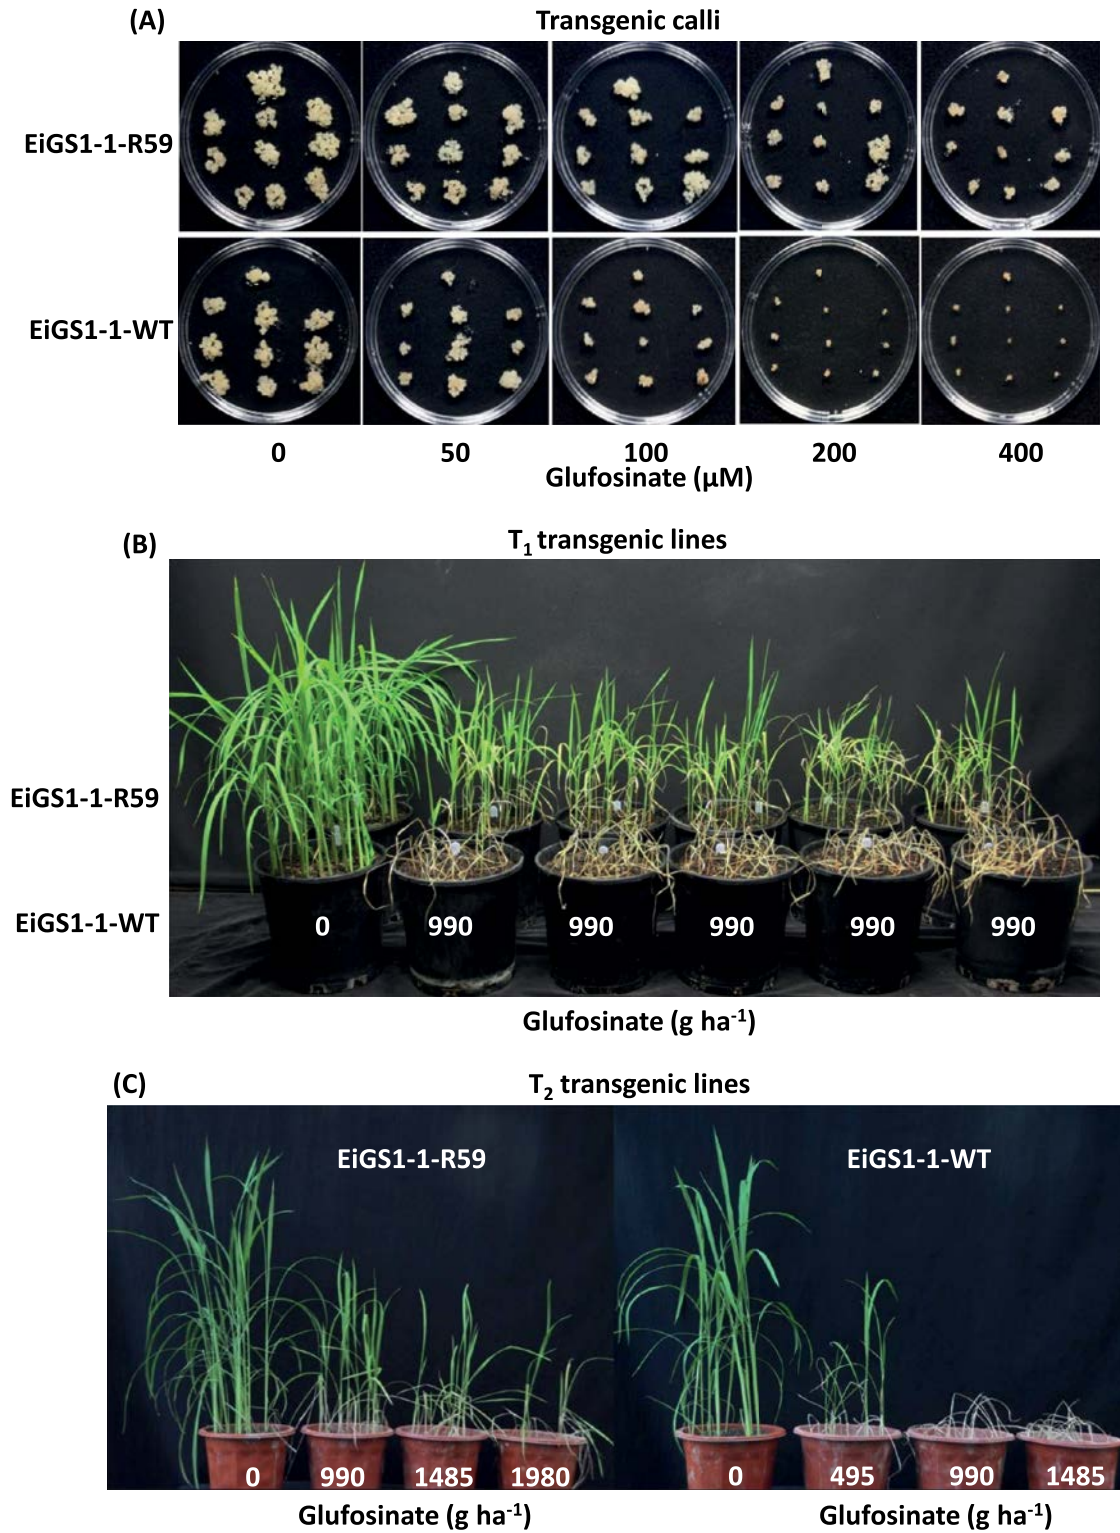 (A) Transgenic calli
EiGS1-1-R59
EiGS1-1-WT
0 50 100 200 400
Glufosinate (µM)
(B) T₁ transgenic lines
EiGS1-1-R59
EiGS1-1-WT
0 990 990 990 990 990
Glufosinate (g ha⁻¹)
(C) T₂ transgenic lines
EiGS1-1-R59 EiGS1-1-WT
0 990 1485 1980 0 495 990 1485
Glufosinate (g ha⁻¹) Glufosinate (g ha⁻¹)